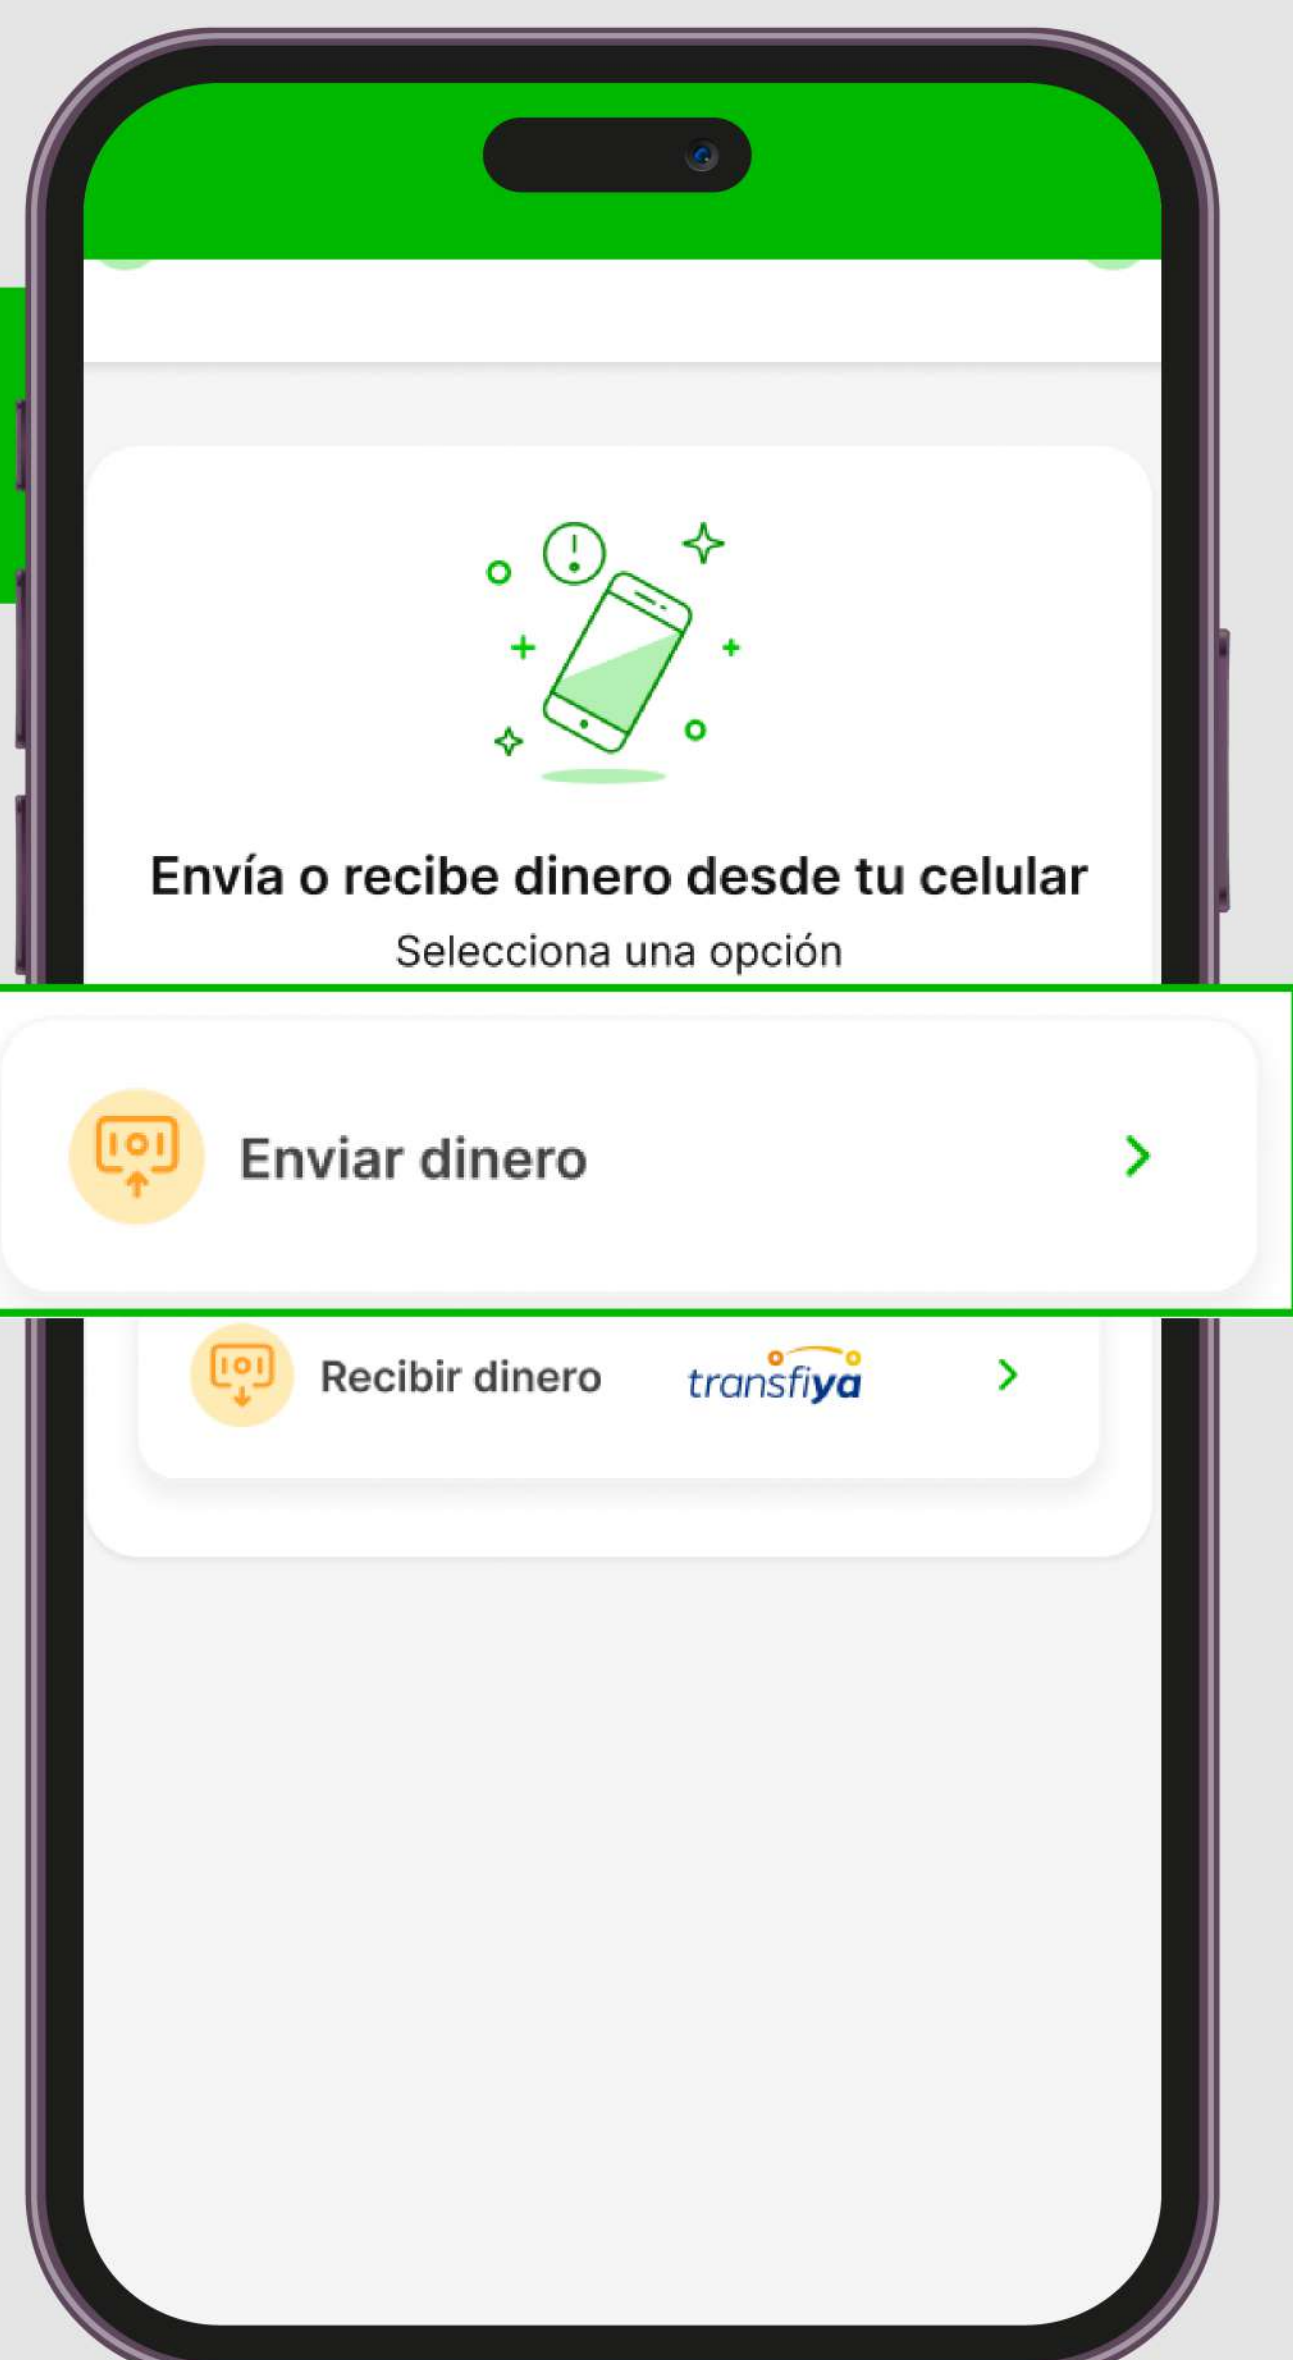 Envía o recibe dinero desde tu celular
Selecciona una opción
Enviar dinero
Recibir dinero transfiya